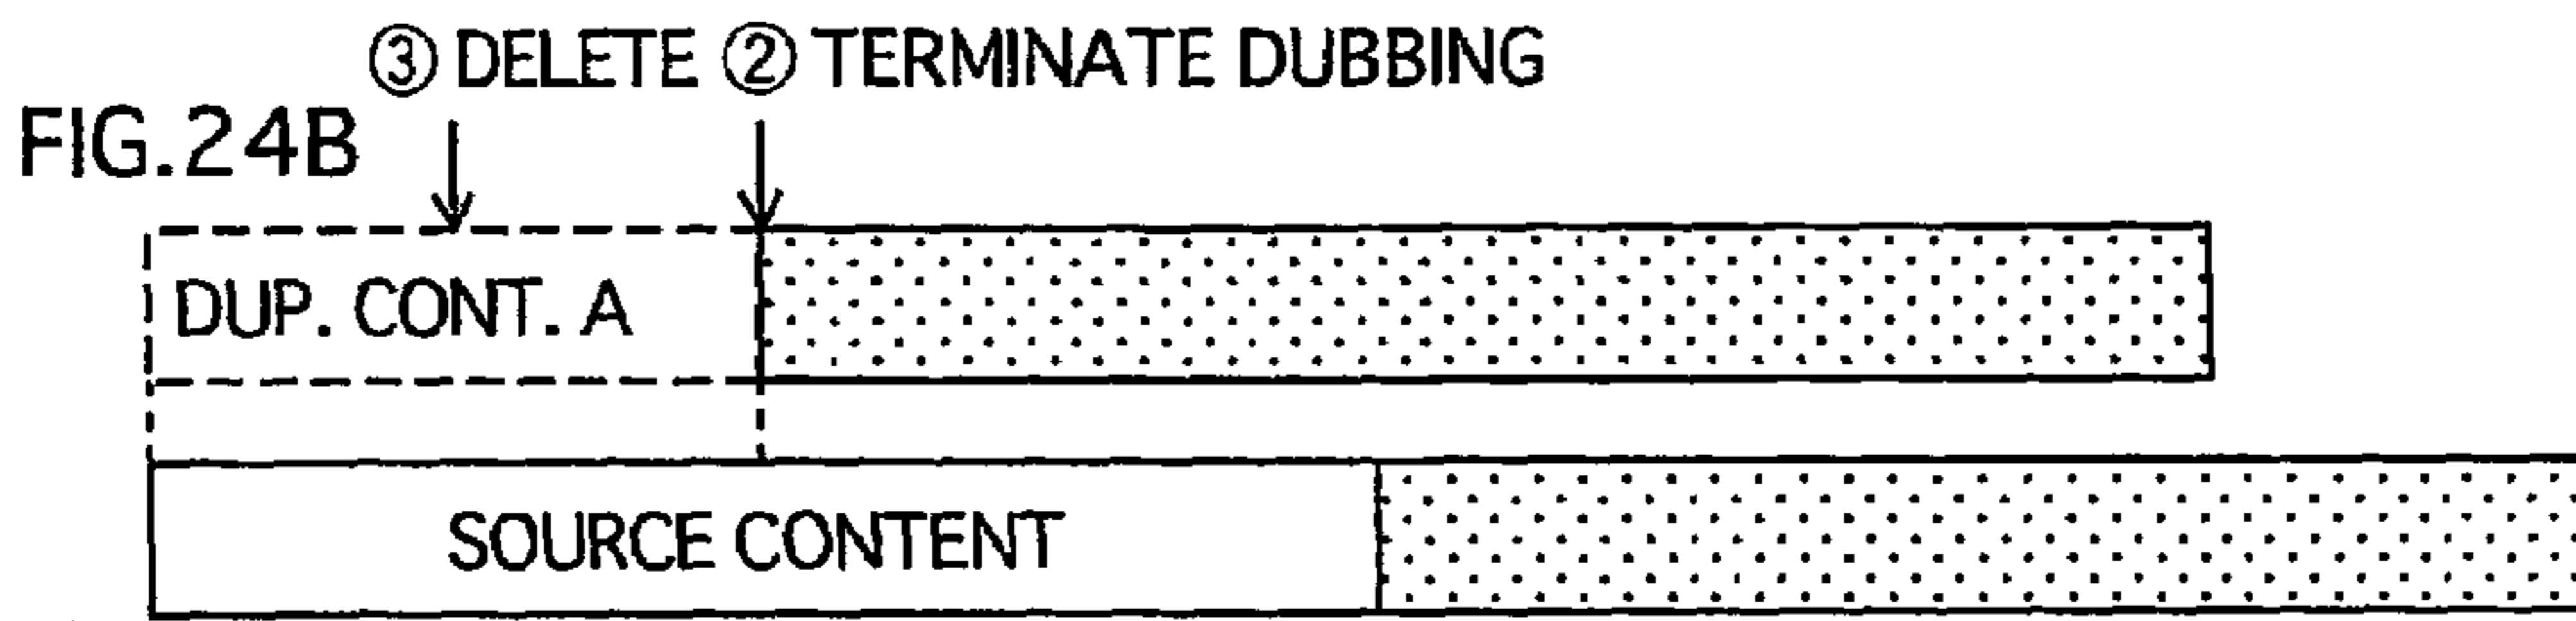 ③ DELETE ② TERMINATE DUBBING
FIG.24B
DUP. CONT. A
SOURCE CONTENT